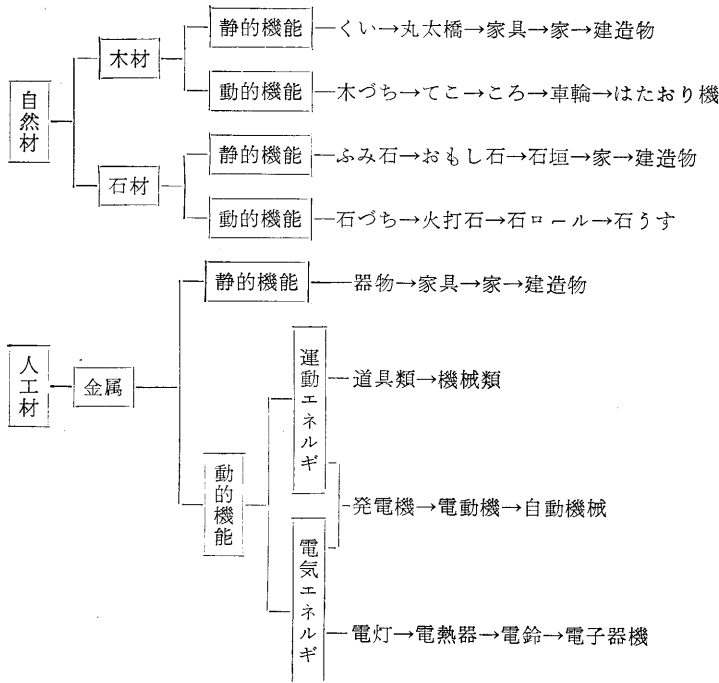 自然材
木材
静的機能
くい→丸太橋→家具→家→建造物
動的機能
木づち→てこ→ころ→車輪→はたおり機
石材
静的機能
ふみ石→おもし石→石垣→家→建造物
動的機能
石づち→火打石→石ロール→石うす
人工材
金属
静的機能
器物→家具→家→建造物
動的機能
運動エネルギ
道具類→機械類
発電機→電動機→自動機械
電気エネルギ
電灯→電熱器→電鈴→電子器機